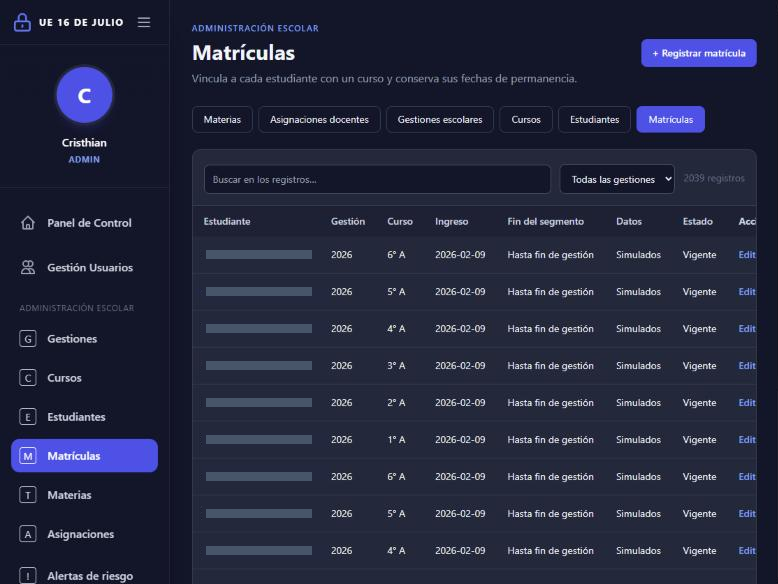 UE 16 DE JULIO
C
Cristhian
ADMIN
Panel de Control
Gestión Usuarios
ADMINISTRACIÓN ESCOLAR
G Gestiones
C Cursos
E Estudiantes
M Matrículas
T Materias
A Asignaciones
! Alertas de riesgo
ADMINISTRACIÓN ESCOLAR
Matrículas
+ Registrar matrícula
Vincula a cada estudiante con un curso y conserva sus fechas de permanencia.
Materias Asignaciones docentes Gestiones escolares Cursos Estudiantes Matrículas
Buscar en los registros... Todas las gestiones 2039 registros
Estudiante Gestión Curso Ingreso Fin del segmento Datos Estado Acci
2026 6° A 2026-02-09 Hasta fin de gestión Simulados Vigente Edit
2026 5° A 2026-02-09 Hasta fin de gestión Simulados Vigente Edit
2026 4° A 2026-02-09 Hasta fin de gestión Simulados Vigente Edit
2026 3° A 2026-02-09 Hasta fin de gestión Simulados Vigente Edit
2026 2° A 2026-02-09 Hasta fin de gestión Simulados Vigente Edit
2026 1° A 2026-02-09 Hasta fin de gestión Simulados Vigente Edit
2026 6° A 2026-02-09 Hasta fin de gestión Simulados Vigente Edit
2026 5° A 2026-02-09 Hasta fin de gestión Simulados Vigente Edit
2026 4° A 2026-02-09 Hasta fin de gestión Simulados Vigente Edit